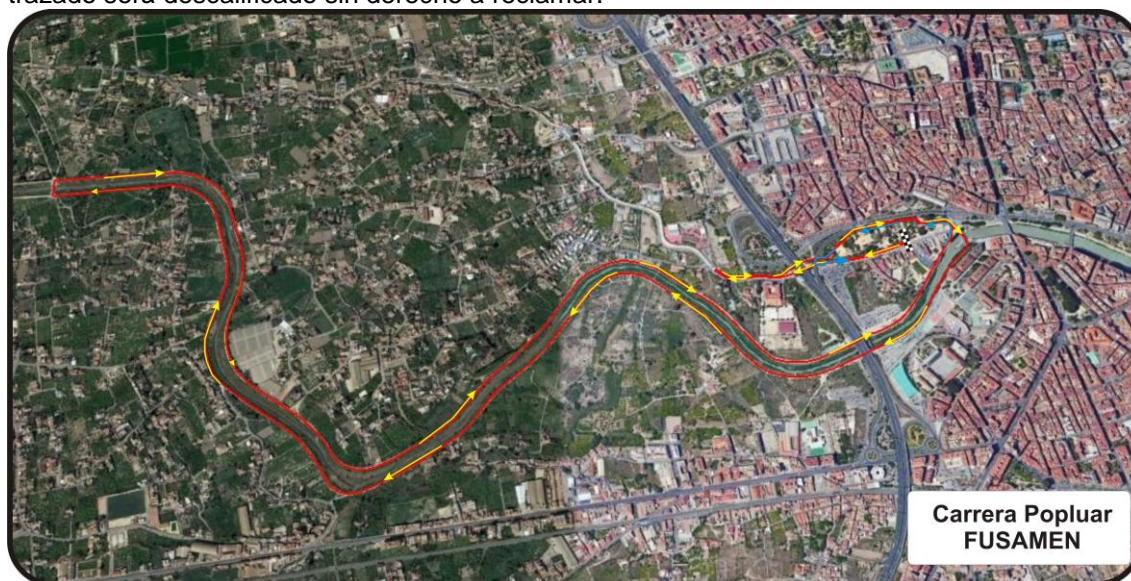 trazado será descalificado sin derecho a reclamar.
Carrera Popluar
FUSAMEN